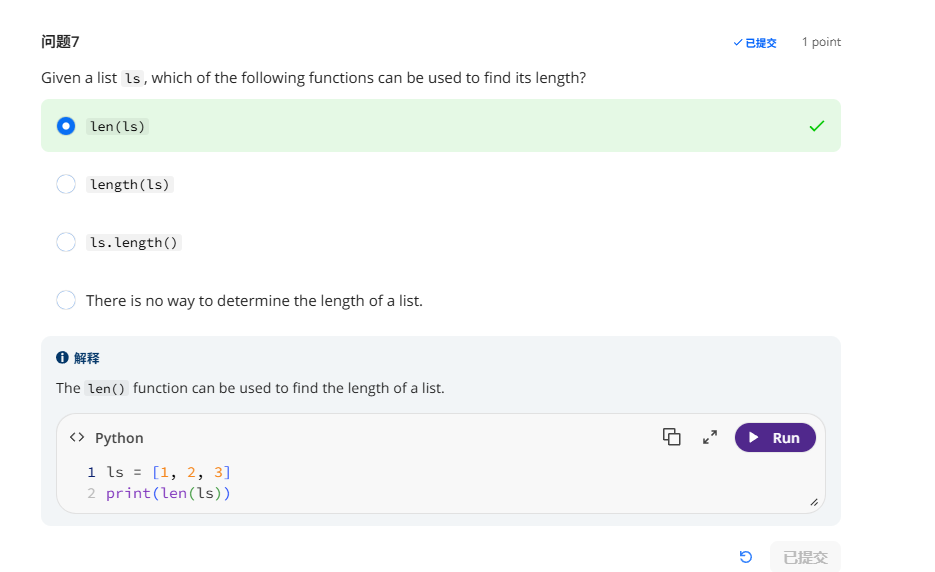 问题7
已提交 1 point
Given a list ls, which of the following functions can be used to find its length?
len(ls)
length(ls)
ls.length()
There is no way to determine the length of a list.
解释
The len() function can be used to find the length of a list.
<> Python Run
1 ls = [1, 2, 3]
2 print(len(ls))
已提交